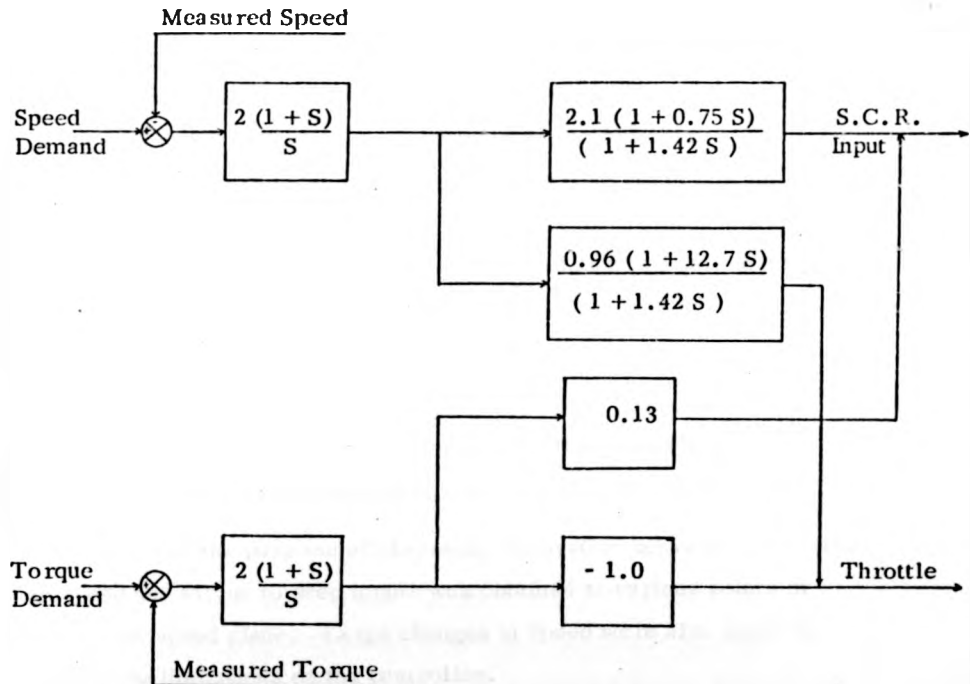 Measured Speed
Speed
Demand
+
-
2 (1 + S)
S
2.1 ( 1 + 0.75 S )
( 1 + 1.42 S )
S.C.R.
Input
0.96 ( 1 + 12.7 S)
( 1 + 1.42 S )
0.13
Torque
Demand
+
-
2 (1 + S)
S
- 1.0
Throttle
Measured Torque